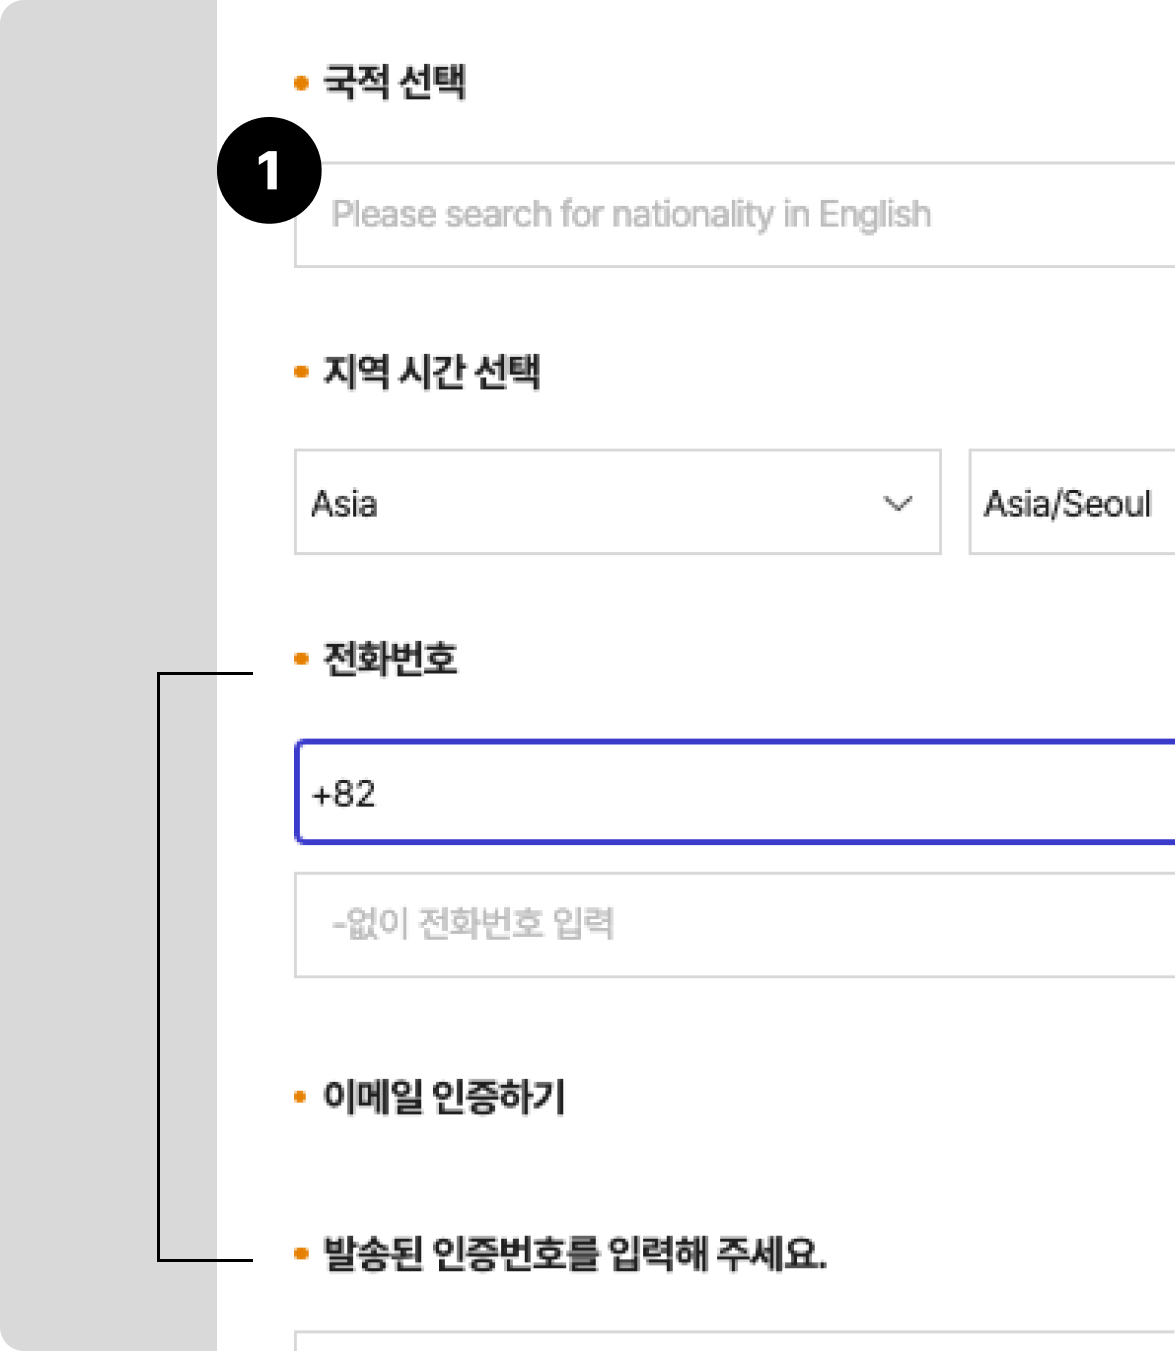 국적 선택
1
Please search for nationality in English
지역 시간 선택
Asia
Asia/Seoul
전화번호
+82
-없이 전화번호 입력
이메일 인증하기
발송된 인증번호를 입력해 주세요.